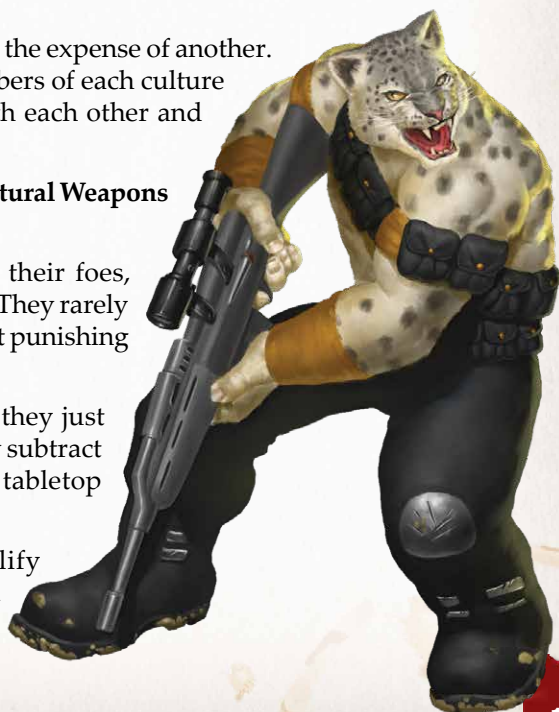 the expense of another.
bers of each culture
h each other and
tural Weapons
their foes,
They rarely
t punishing
they just
subtract
tabletop
lify